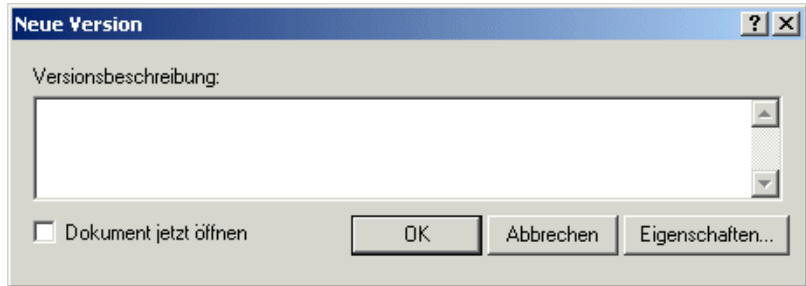 Neue Version
Versionsbeschreibung:
Dokument jetzt öffnen OK Abbrechen Eigenschaften...